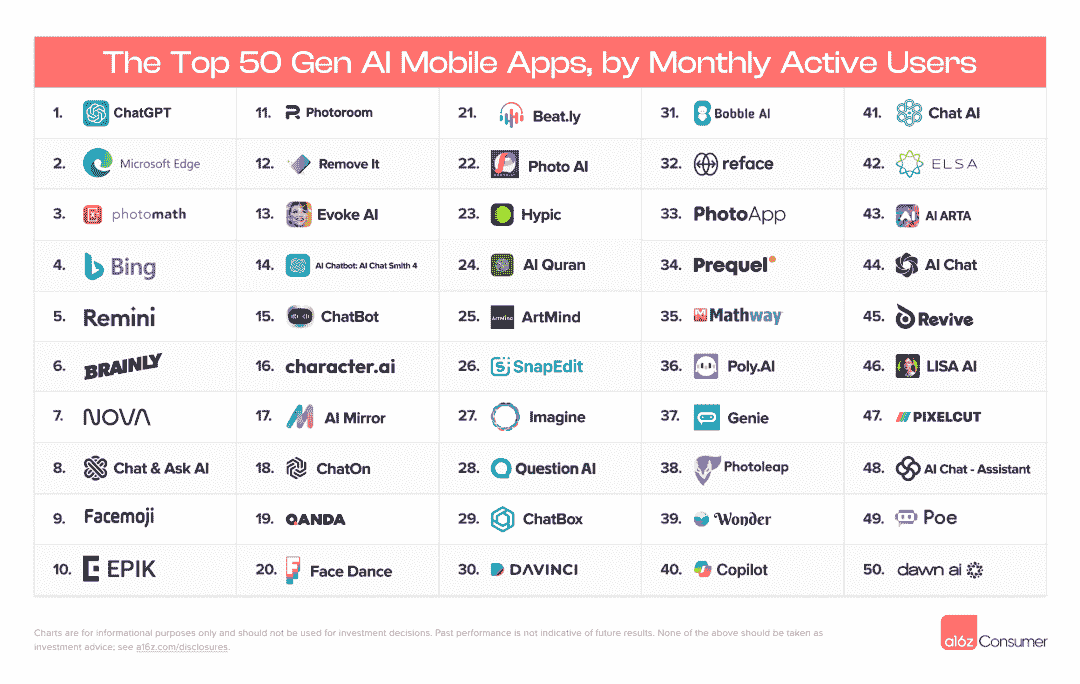 The Top 50 Gen AI Mobile Apps, by Monthly Active Users
1. ChatGPT
2. Microsoft Edge
3. photomath
4. Bing
5. Remini
6. BRAINLY
7. NOVA
8. Chat & Ask AI
9. Facemoji
10. EPIK
11. Photoroom
12. Remove It
13. Evoke AI
14. AI Chatbot: AI Chat Smith 4
15. ChatBot
16. character.ai
17. AI Mirror
18. ChatOn
19. QANDA
20. Face Dance
21. Beat.ly
22. Photo AI
23. Hypic
24. AI Quran
25. ArtMind
26. SnapEdit
27. Imagine
28. Question AI
29. ChatBox
30. DAVINCI
31. Bobble AI
32. reface
33. PhotoApp
34. Prequel
35. Mathway
36. Poly.AI
37. Genie
38. Photoleap
39. Wonder
40. Copilot
41. Chat AI
42. ELSA
43. AI ARTA
44. AI Chat
45. Revive
46. LISA AI
47. PIXELCUT
48. AI Chat - Assistant
49. Poe
50. dawn ai
Charts are for informational purposes only and should not be used for investment decisions. Past performance is not indicative of future results. None of the above should be taken as
investment advice; see a16z.com/disclosures.
a16z Consumer